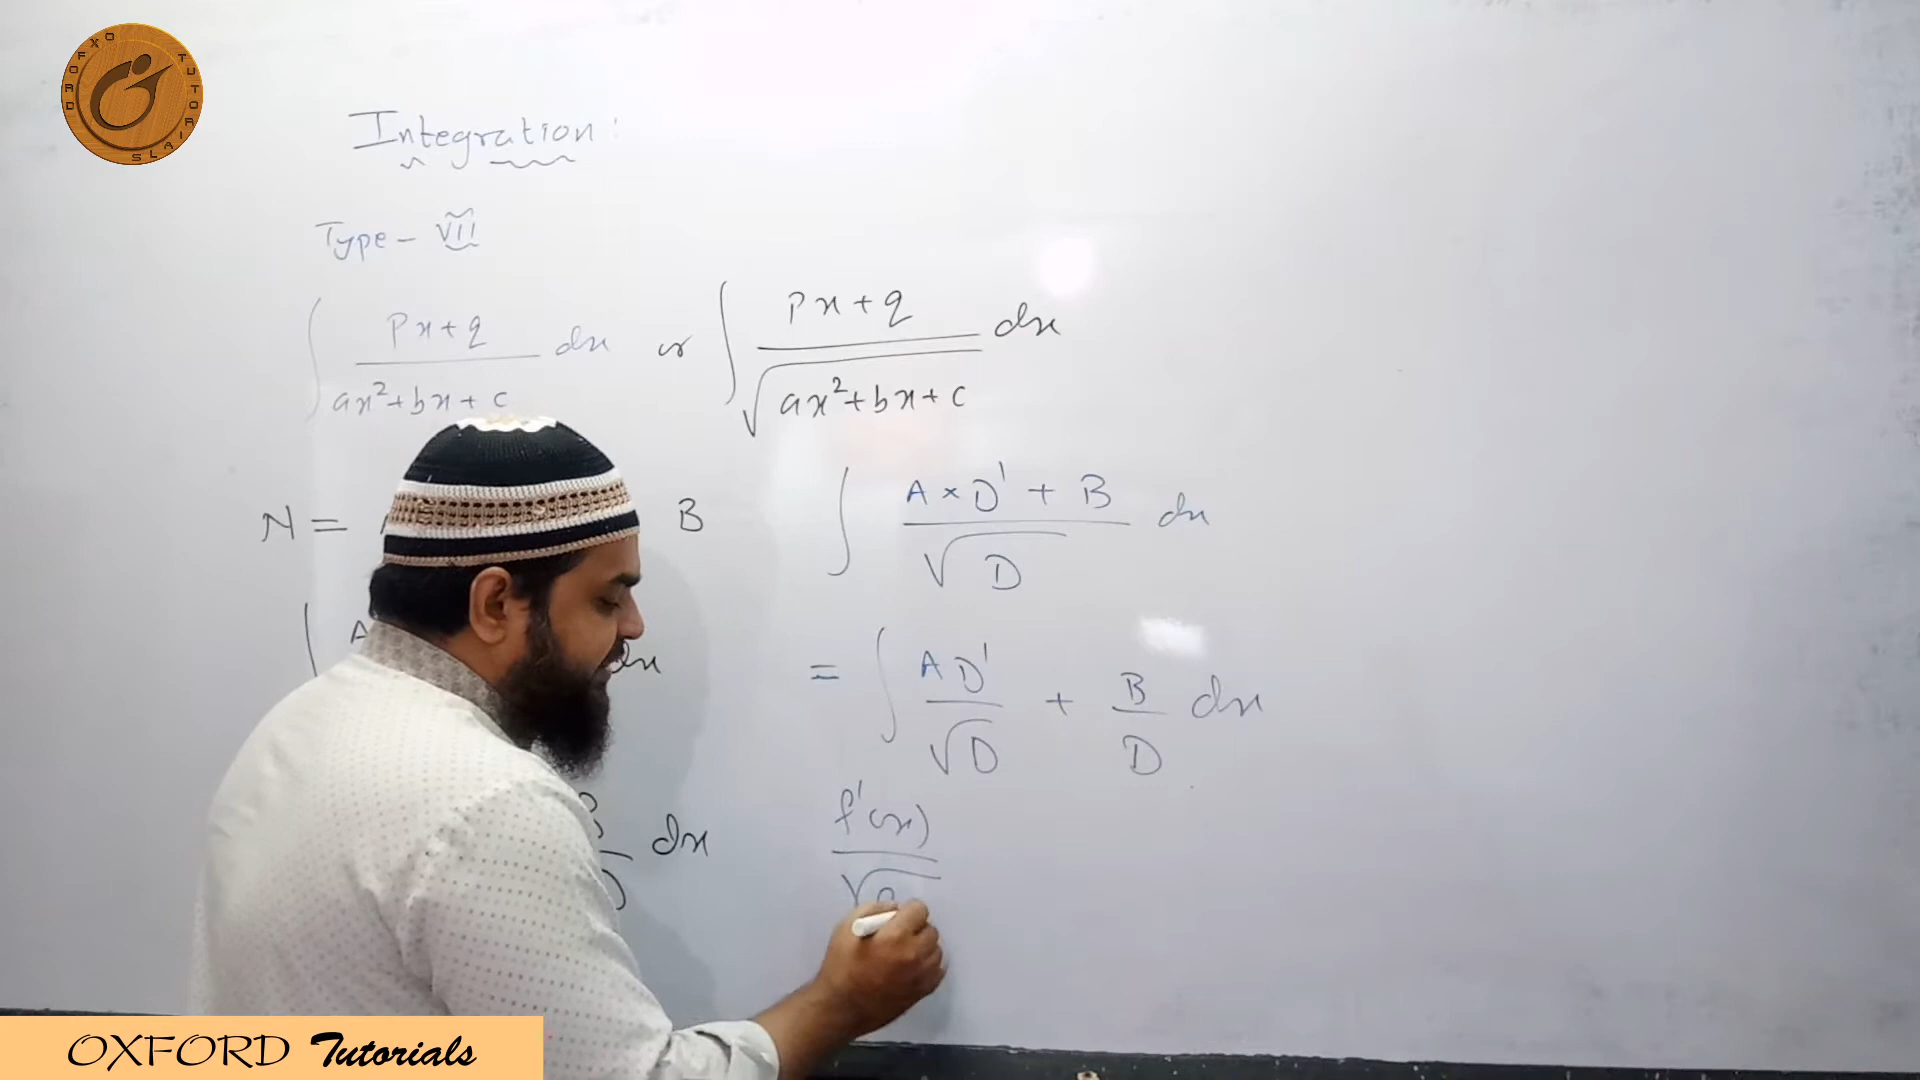 OXFORD TUTORIALS
Integration:
Type - VII
∫ px+q / ax²+bx+c dx or ∫ px+q / √ax²+bx+c dx
N = B
∫ A×D'+B / √D dx
A dx
= ∫ AD' / √D + B / D dx
dx
f'(x) / √
OXFORD Tutorials